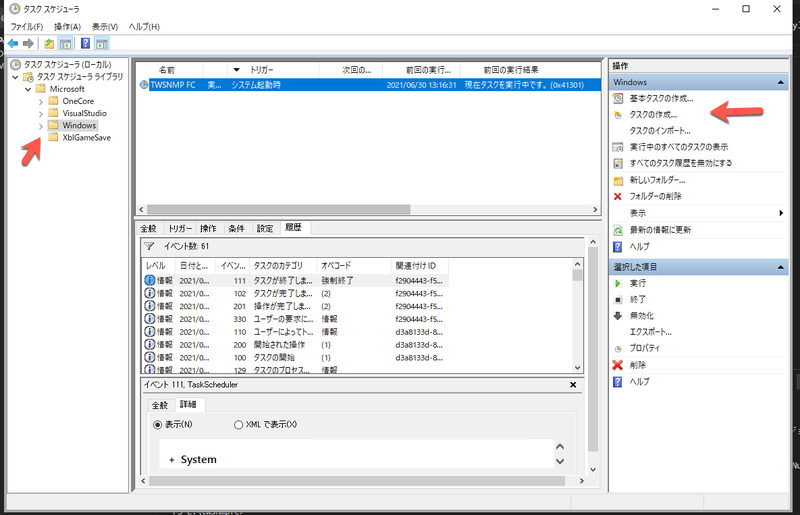 タスク スケジューラ
ファイル(F) 操作(A) 表示(V) ヘルプ(H)
タスク スケジューラ (ローカル)
タスク スケジューラ ライブラリ
Microsoft
OneCore
VisualStudio
Windows
XblGameSave
名前 トリガー 次回の... 前回の実行... 前回の実行結果
TWSNMP FC 実... システム起動時 2021/06/30 13:16:31 現在タスクを実行中です。 (0x41301)
全般 トリガー 操作 条件 設定 履歴
イベント数: 61
レベル 日付と... イベン... タスクのカテゴリ オペコード 関連付け ID
情報 2021/0... 111 タスクが終了しま... 強制終了 f2904443-f5...
情報 2021/0... 102 タスクが完了しま... (2) f2904443-f5...
情報 2021/0... 201 操作が完了しま... (2) f2904443-f5...
情報 2021/0... 330 ユーザーの要求に... 情報 f2904443-f5...
情報 2021/0... 110 ユーザーによってト... 情報 d3a8133d-8...
情報 2021/0... 200 開始された操作 (1) d3a8133d-8...
情報 2021/0... 100 タスクの開始 (1) d3a8133d-8...
情報 2021/0... 129 タスクのプロセス... 情報
イベント 111, TaskScheduler
全般 詳細
表示(N) XML で表示(X)
+ System
操作
Windows
基本タスクの作成...
タスクの作成...
タスクのインポート...
実行中のすべてのタスクの表示
すべてのタスク履歴を無効にする
新しいフォルダー...
フォルダーの削除
表示
最新の情報に更新
ヘルプ
選択した項目
実行
終了
無効化
エクスポート...
プロパティ
削除
ヘルプ